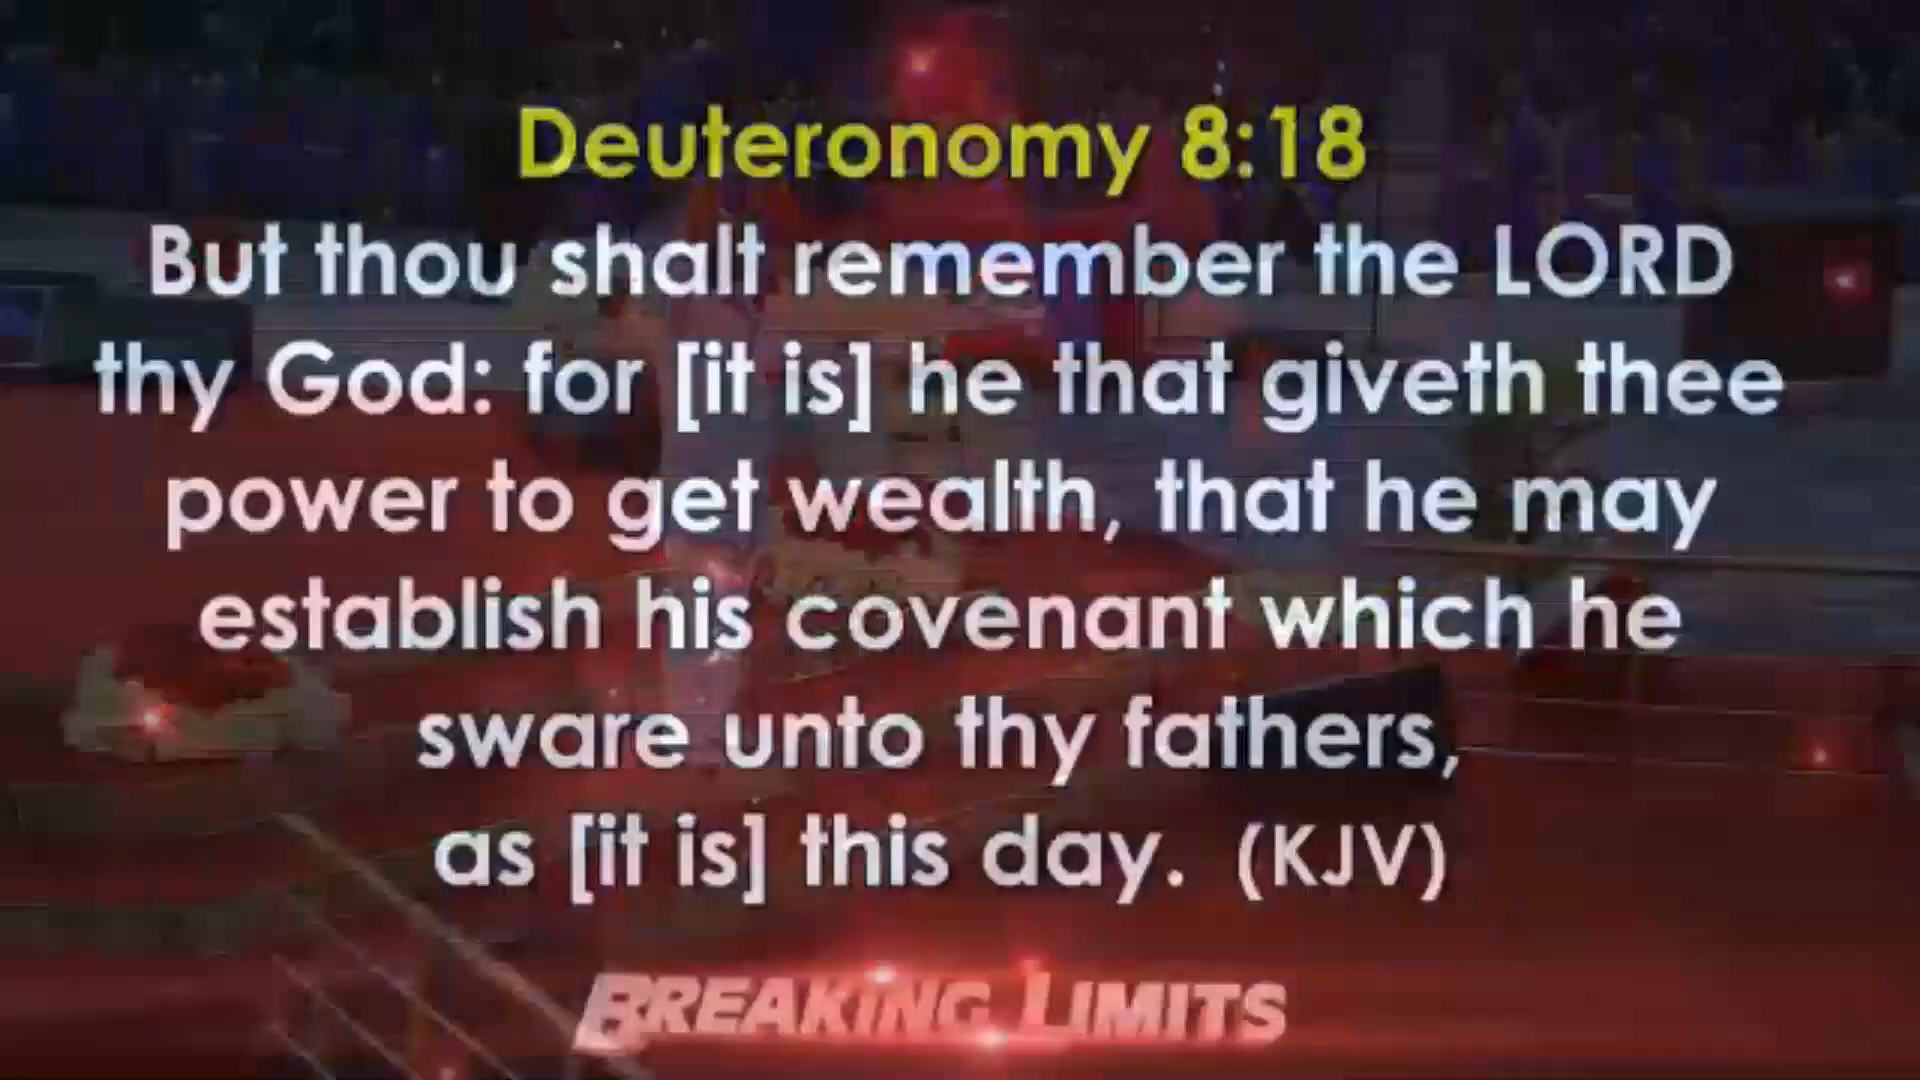 Deuteronomy 8:18
But thou shalt remember the LORD
thy God: for [it is] he that giveth thee
power to get wealth, that he may
establish his covenant which he
sware unto thy fathers,
as [it is] this day. (KJV)
BREAKING LIMITS